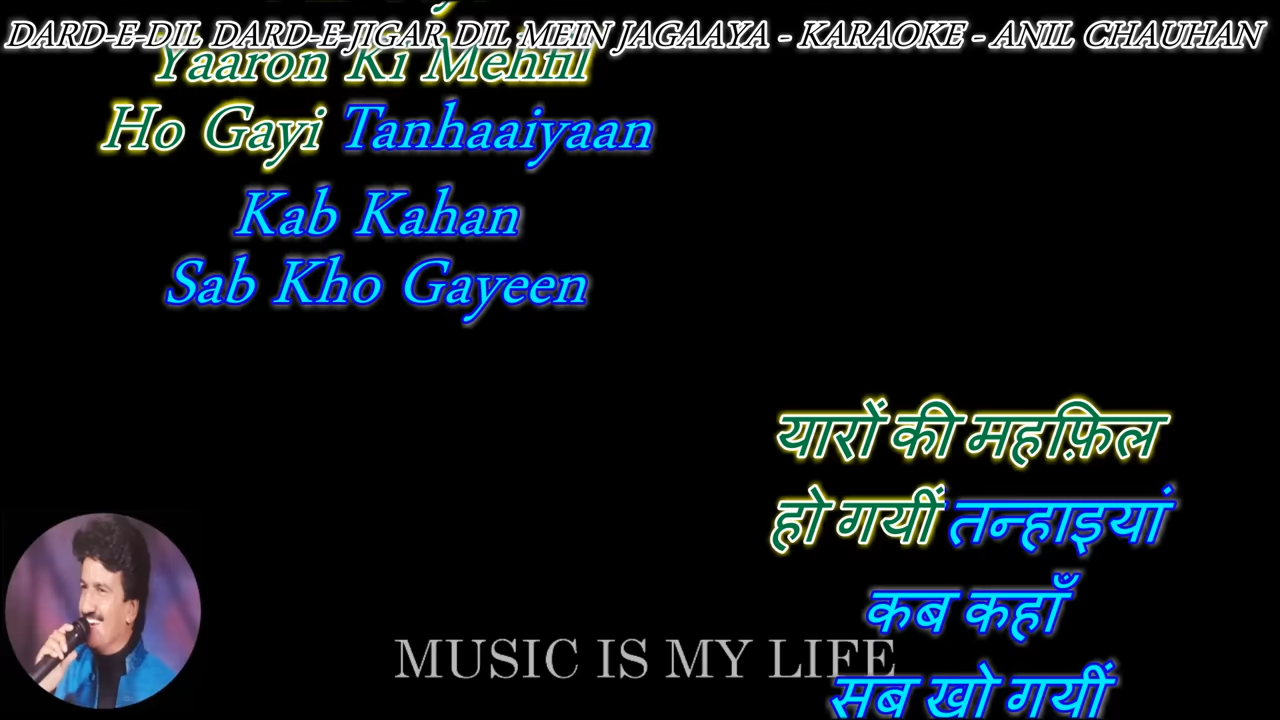 DARD-E-DIL DARD-E-JIGAR DIL MEIN JAGAAYA - KARAOKE - ANIL CHAUHAN
Yaaron Ki Mehfil
Ho Gayi Tanhaaiyaan
Kab Kahan
Sab Kho Gayeen
यारों की महफ़िल
हो गयीं तन्हाइयां
कब कहाँ
सब खो गयीं
MUSIC IS MY LIFE